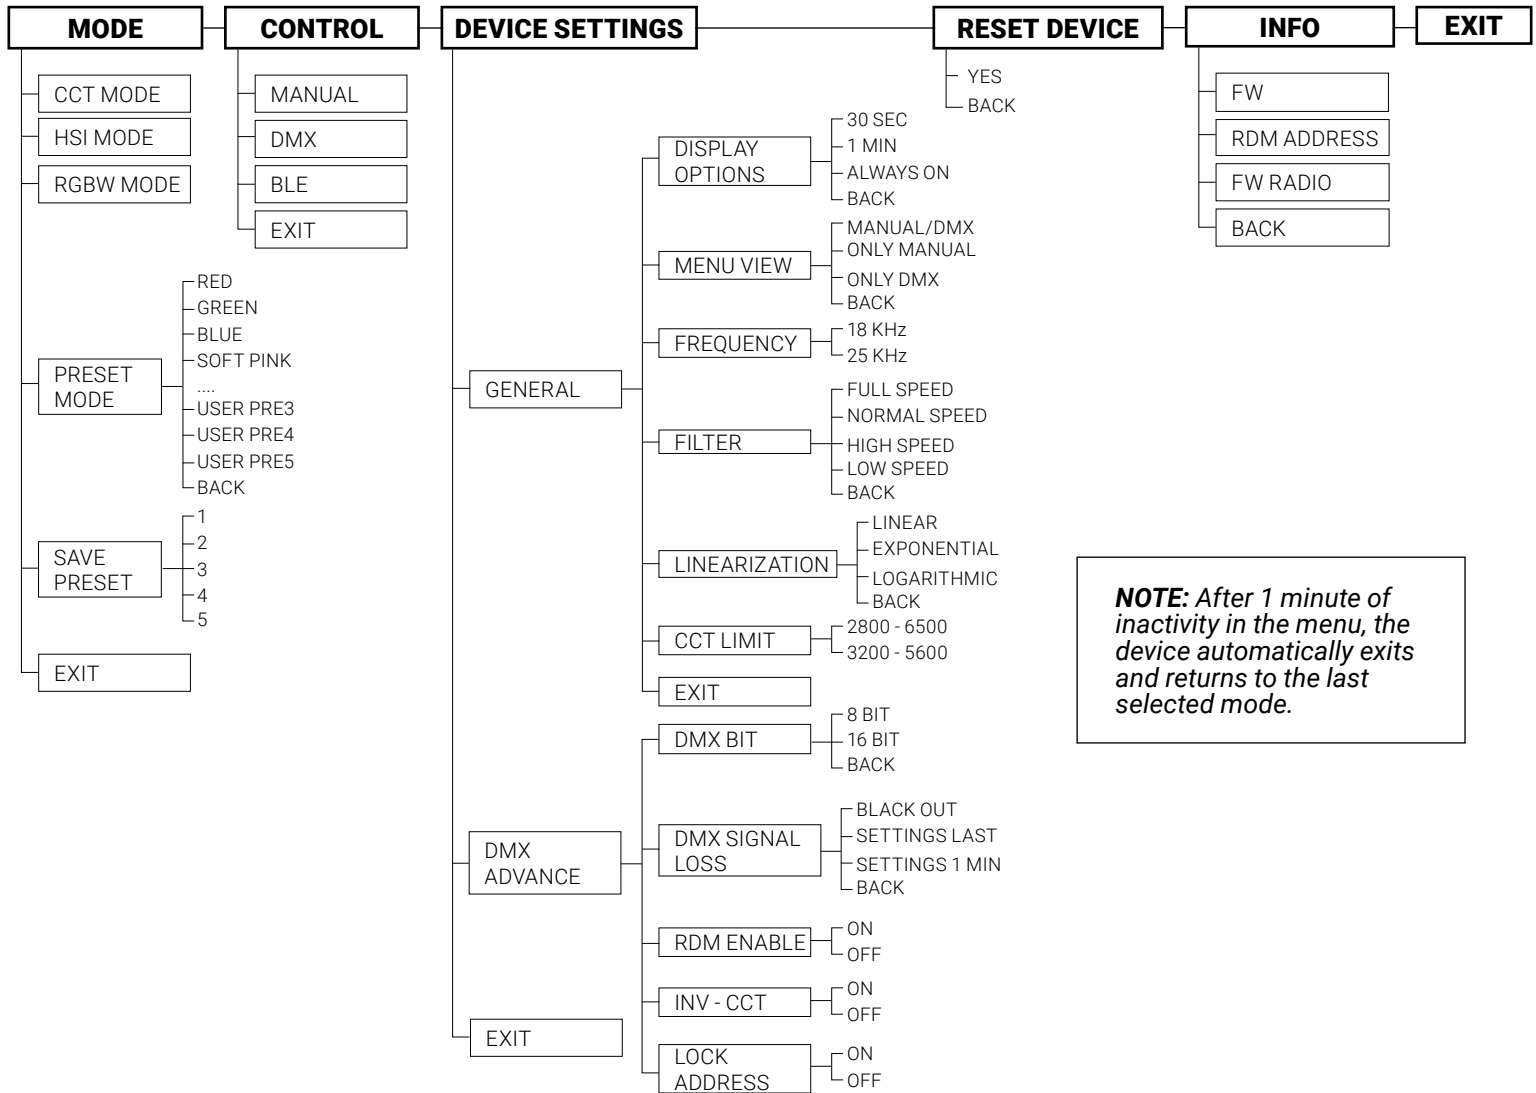 MODE
CONTROL
DEVICE SETTINGS
RESET DEVICE
INFO
EXIT
CCT MODE
HSI MODE
RGBW MODE
PRESET
MODE
RED
GREEN
BLUE
SOFT PINK
....
USER PRE3
USER PRE4
USER PRE5
BACK
SAVE
PRESET
1
2
3
4
5
EXIT
MANUAL
DMX
BLE
EXIT
GENERAL
DISPLAY
OPTIONS
30 SEC
1 MIN
ALWAYS ON
BACK
MENU VIEW
MANUAL/DMX
ONLY MANUAL
ONLY DMX
BACK
FREQUENCY
18 KHz
25 KHz
FILTER
FULL SPEED
NORMAL SPEED
HIGH SPEED
LOW SPEED
BACK
LINEARIZATION
LINEAR
EXPONENTIAL
LOGARITHMIC
BACK
CCT LIMIT
2800 - 6500
3200 - 5600
EXIT
DMX
ADVANCE
DMX BIT
8 BIT
16 BIT
BACK
DMX SIGNAL
LOSS
BLACK OUT
SETTINGS LAST
SETTINGS 1 MIN
BACK
RDM ENABLE
ON
OFF
INV - CCT
ON
OFF
LOCK
ADDRESS
ON
OFF
EXIT
YES
BACK
FW
RDM ADDRESS
FW RADIO
BACK
NOTE: After 1 minute of
inactivity in the menu, the
device automatically exits
and returns to the last
selected mode.